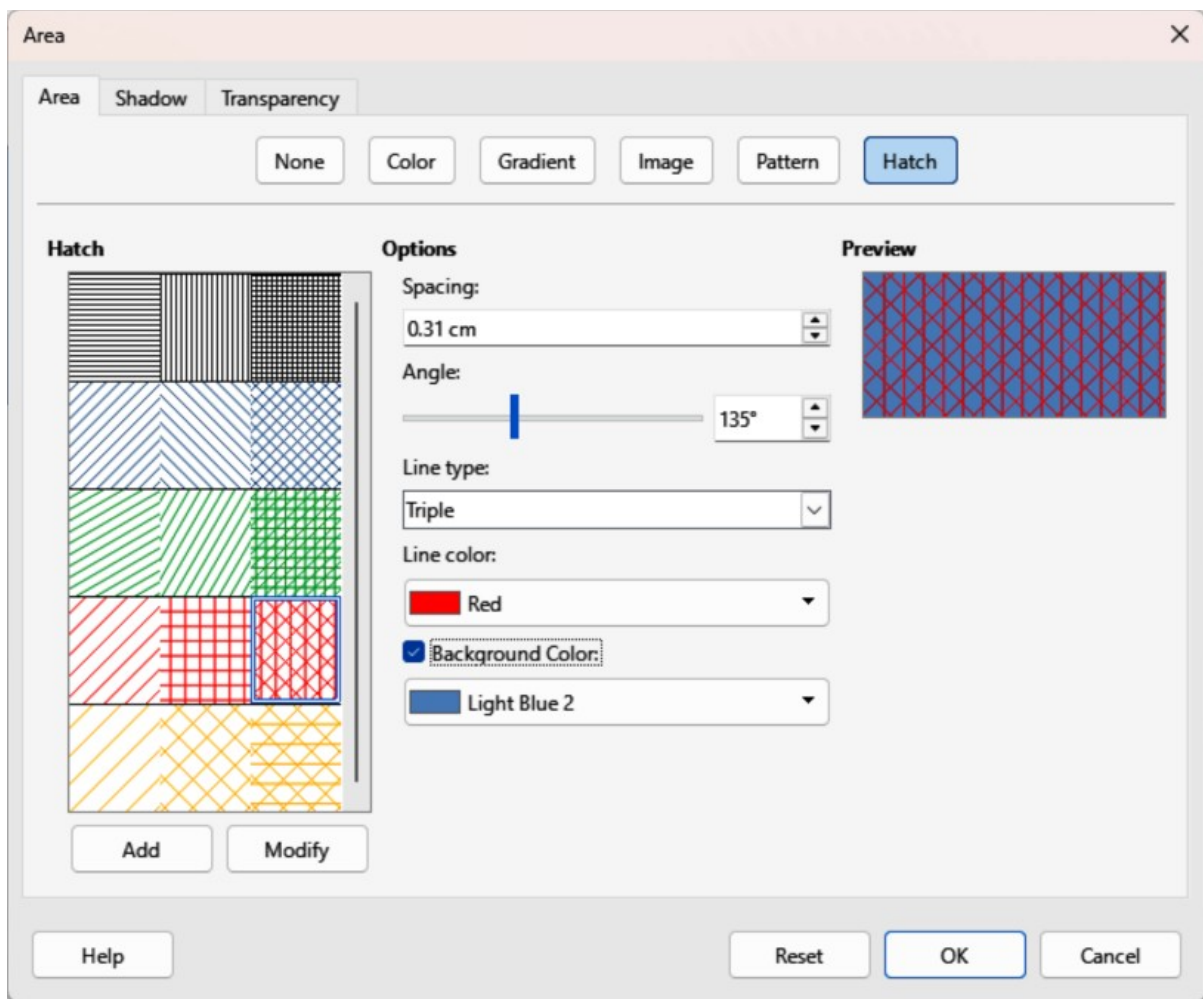 Area
Area Shadow Transparency
None Color Gradient Image Pattern Hatch
Hatch
Options
Preview
Spacing:
0.31 cm
Angle:
135°
Line type:
Triple
Line color:
Red
Background Color:
Light Blue 2
Add Modify
Help Reset OK Cancel